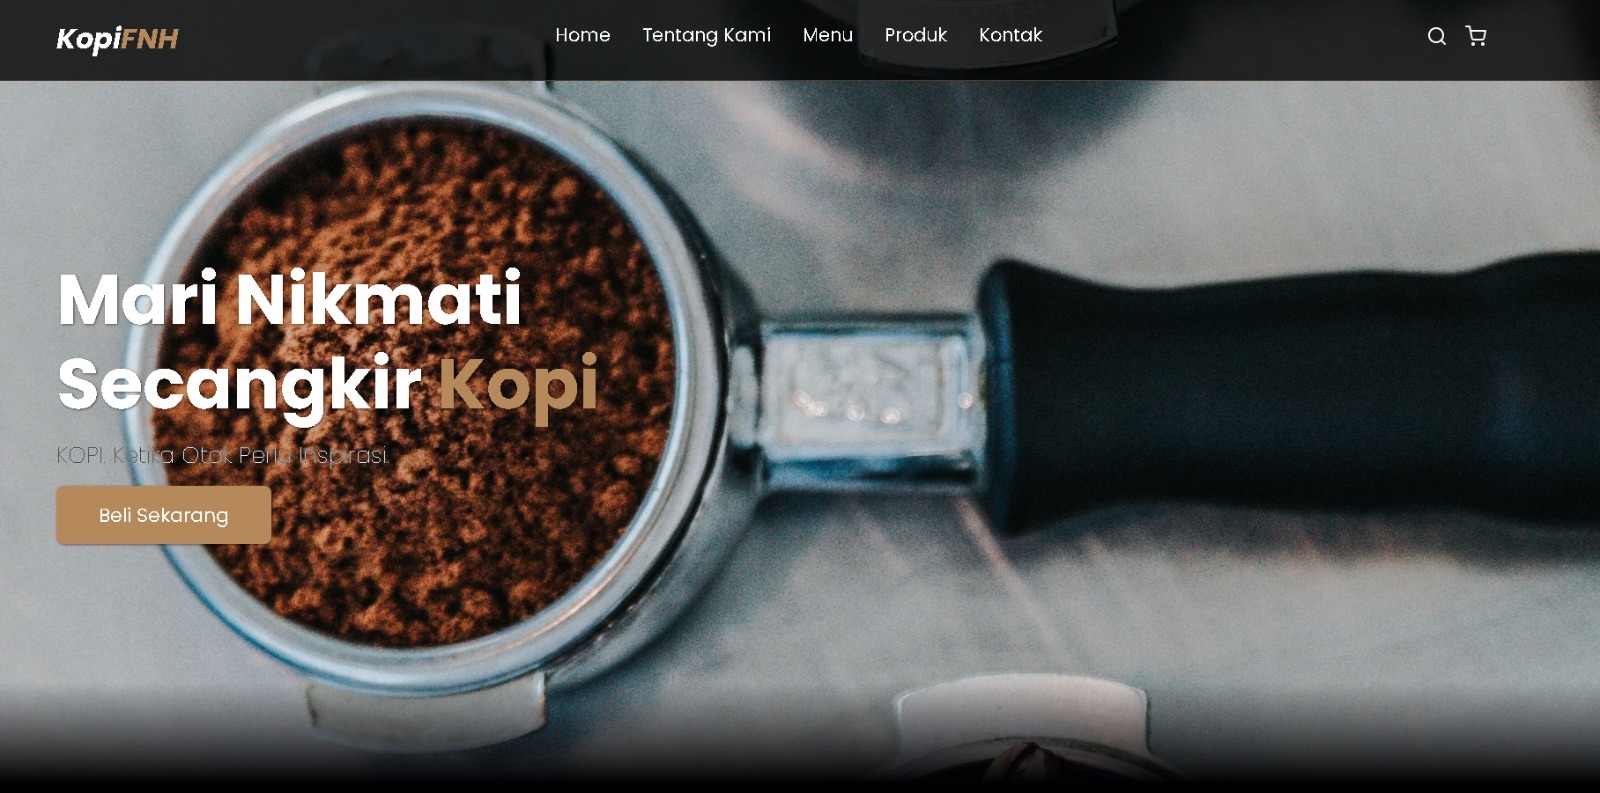 KopiFNH
Home Tentang Kami Menu Produk Kontak
Mari Nikmati
Secangkir Kopi
KOPI. Ketika Otak Perlu Inspirasi.
Beli Sekarang